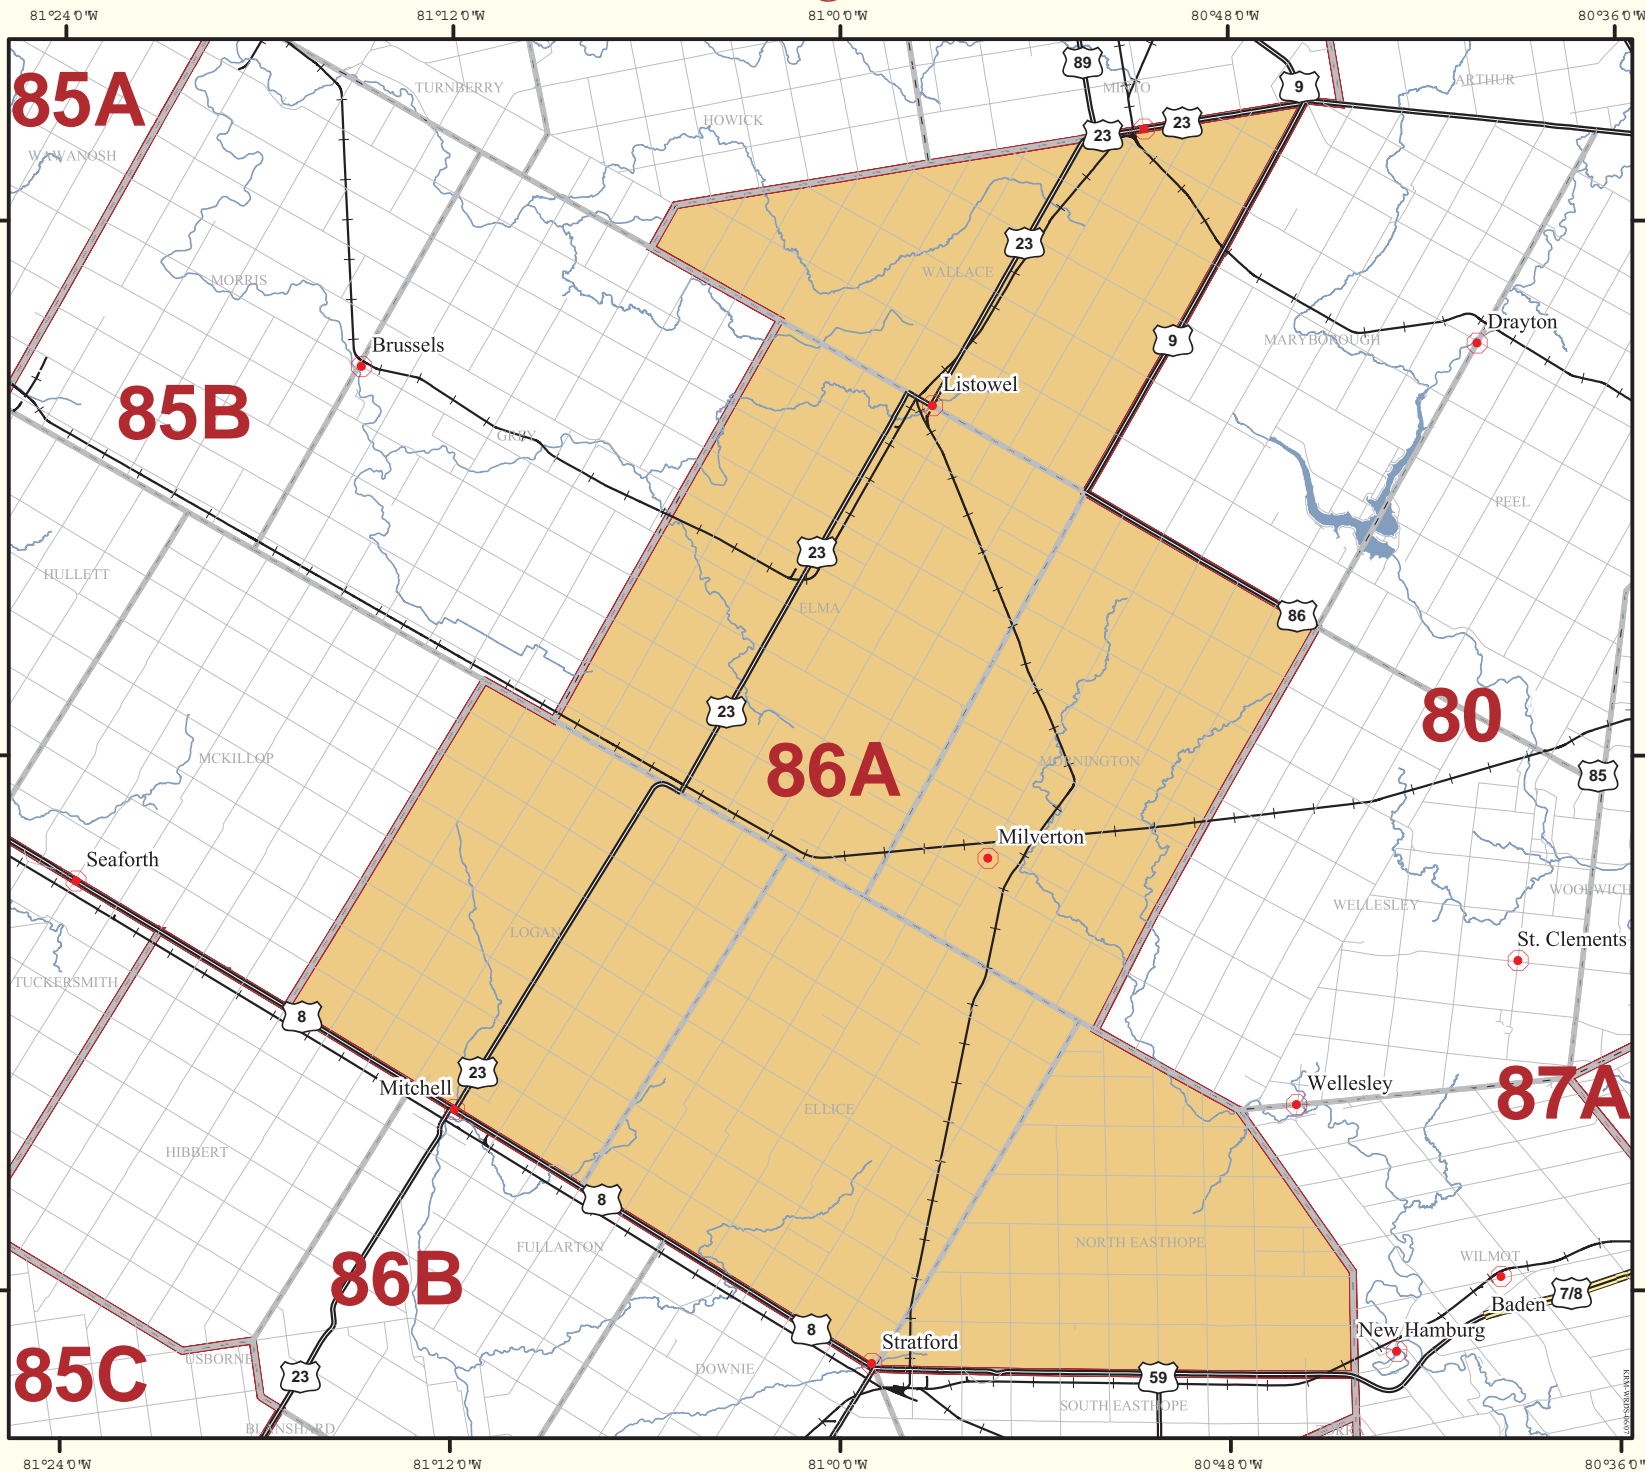 81°24'0"W
81°12'0"W
81°0'0"W
80°48'0"W
80°36'0"W
89
9
85A
TURNBERRY
MINTO
ARTHUR
HOWICK
23
23
WAWANOSH
23
WALLACE
MORRIS
Drayton
Brussels
9
MARYBOROUGH
Listowel
85B
GREY
PEEL
23
HULLETT
ELMA
86
23
80
MCKILLOP
86A
MORNINGTON
85
Milverton
Seaforth
WOOLWICH
WELLESLEY
LOGAN
St. Clements
TUCKERSMITH
8
23
Mitchell
Wellesley
87A
ELLICE
HIBBERT
8
FULLARTON
NORTH EASTHOPE
WILMOT
86B
7/8
Baden
8
New Hamburg
Stratford
USBORNE
85C
23
DOWNIE
59
SOUTH EASTHOPE
BLANSHARD
81°24'0"W
81°12'0"W
81°0'0"W
80°48'0"W
80°36'0"W